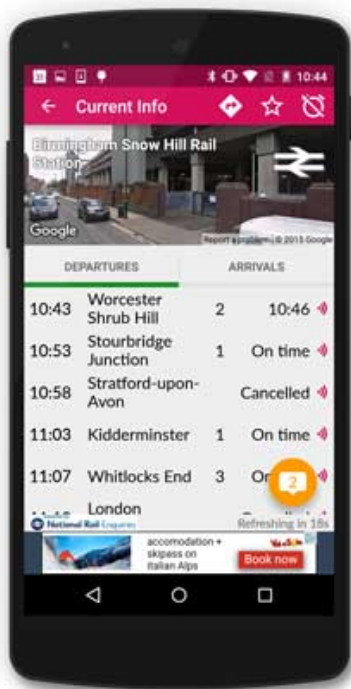 31
10:44
Current Info
Birmingham Snow Hill Rail
Station
Google
Report a problem © 2015 Google
DEPARTURES ARRIVALS
10:43 Worcester Shrub Hill 2 10:46
10:53 Stourbridge Junction 1 On time
10:58 Stratford-upon-Avon Cancelled
11:03 Kidderminster 1 On time
11:07 Whitlocks End 3 On
2
London
National Rail Enquiries Refreshing in 18s
accomodation +
skipass on
Italian Alps
Book now